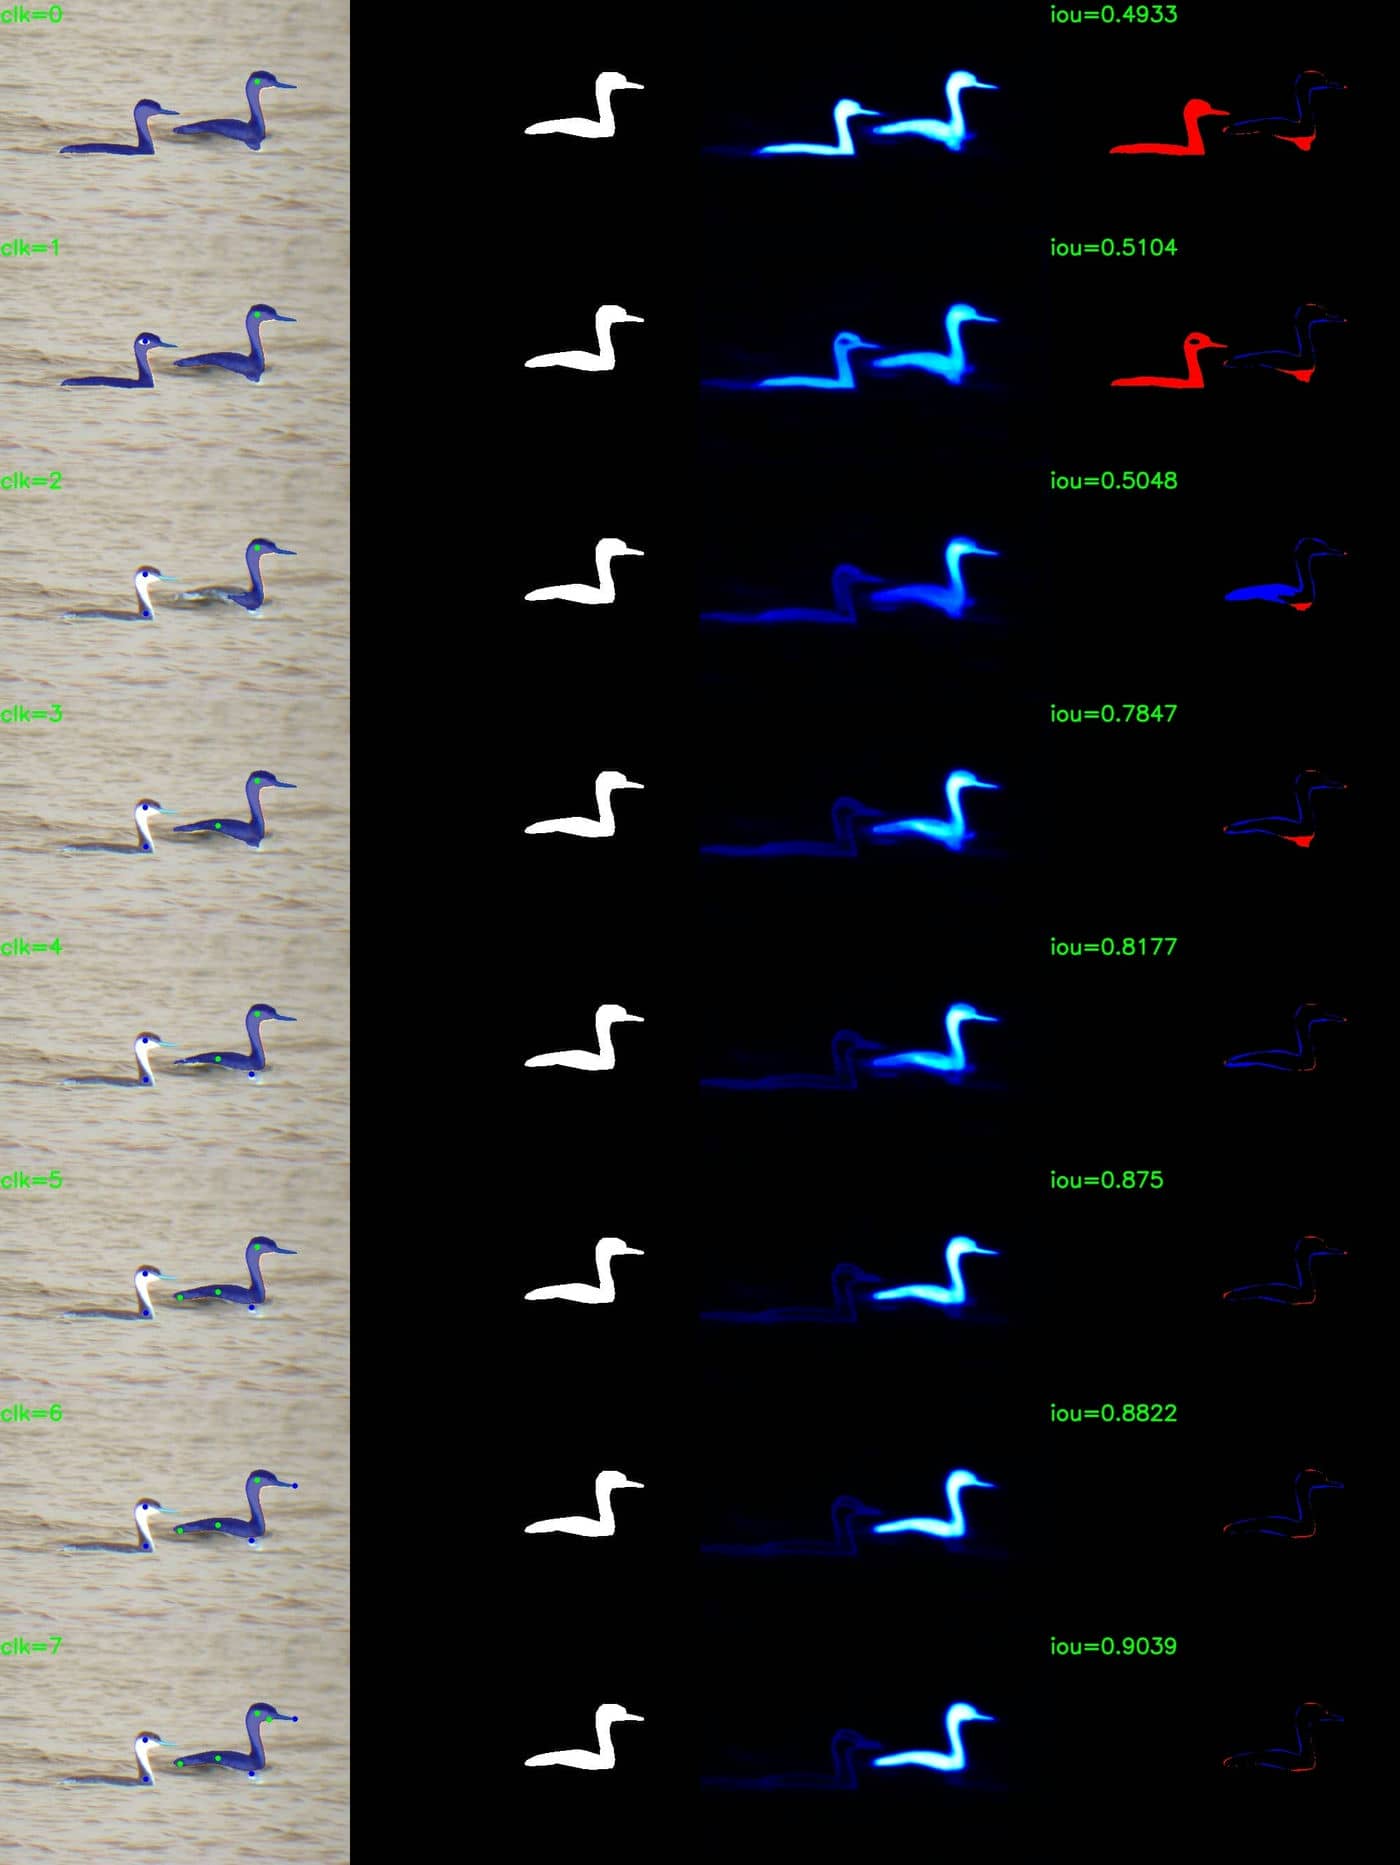 clk=0 iou=0.4933
clk=1 iou=0.5104
clk=2 iou=0.5048
clk=3 iou=0.7847
clk=4 iou=0.8177
clk=5 iou=0.875
clk=6 iou=0.8822
clk=7 iou=0.9039